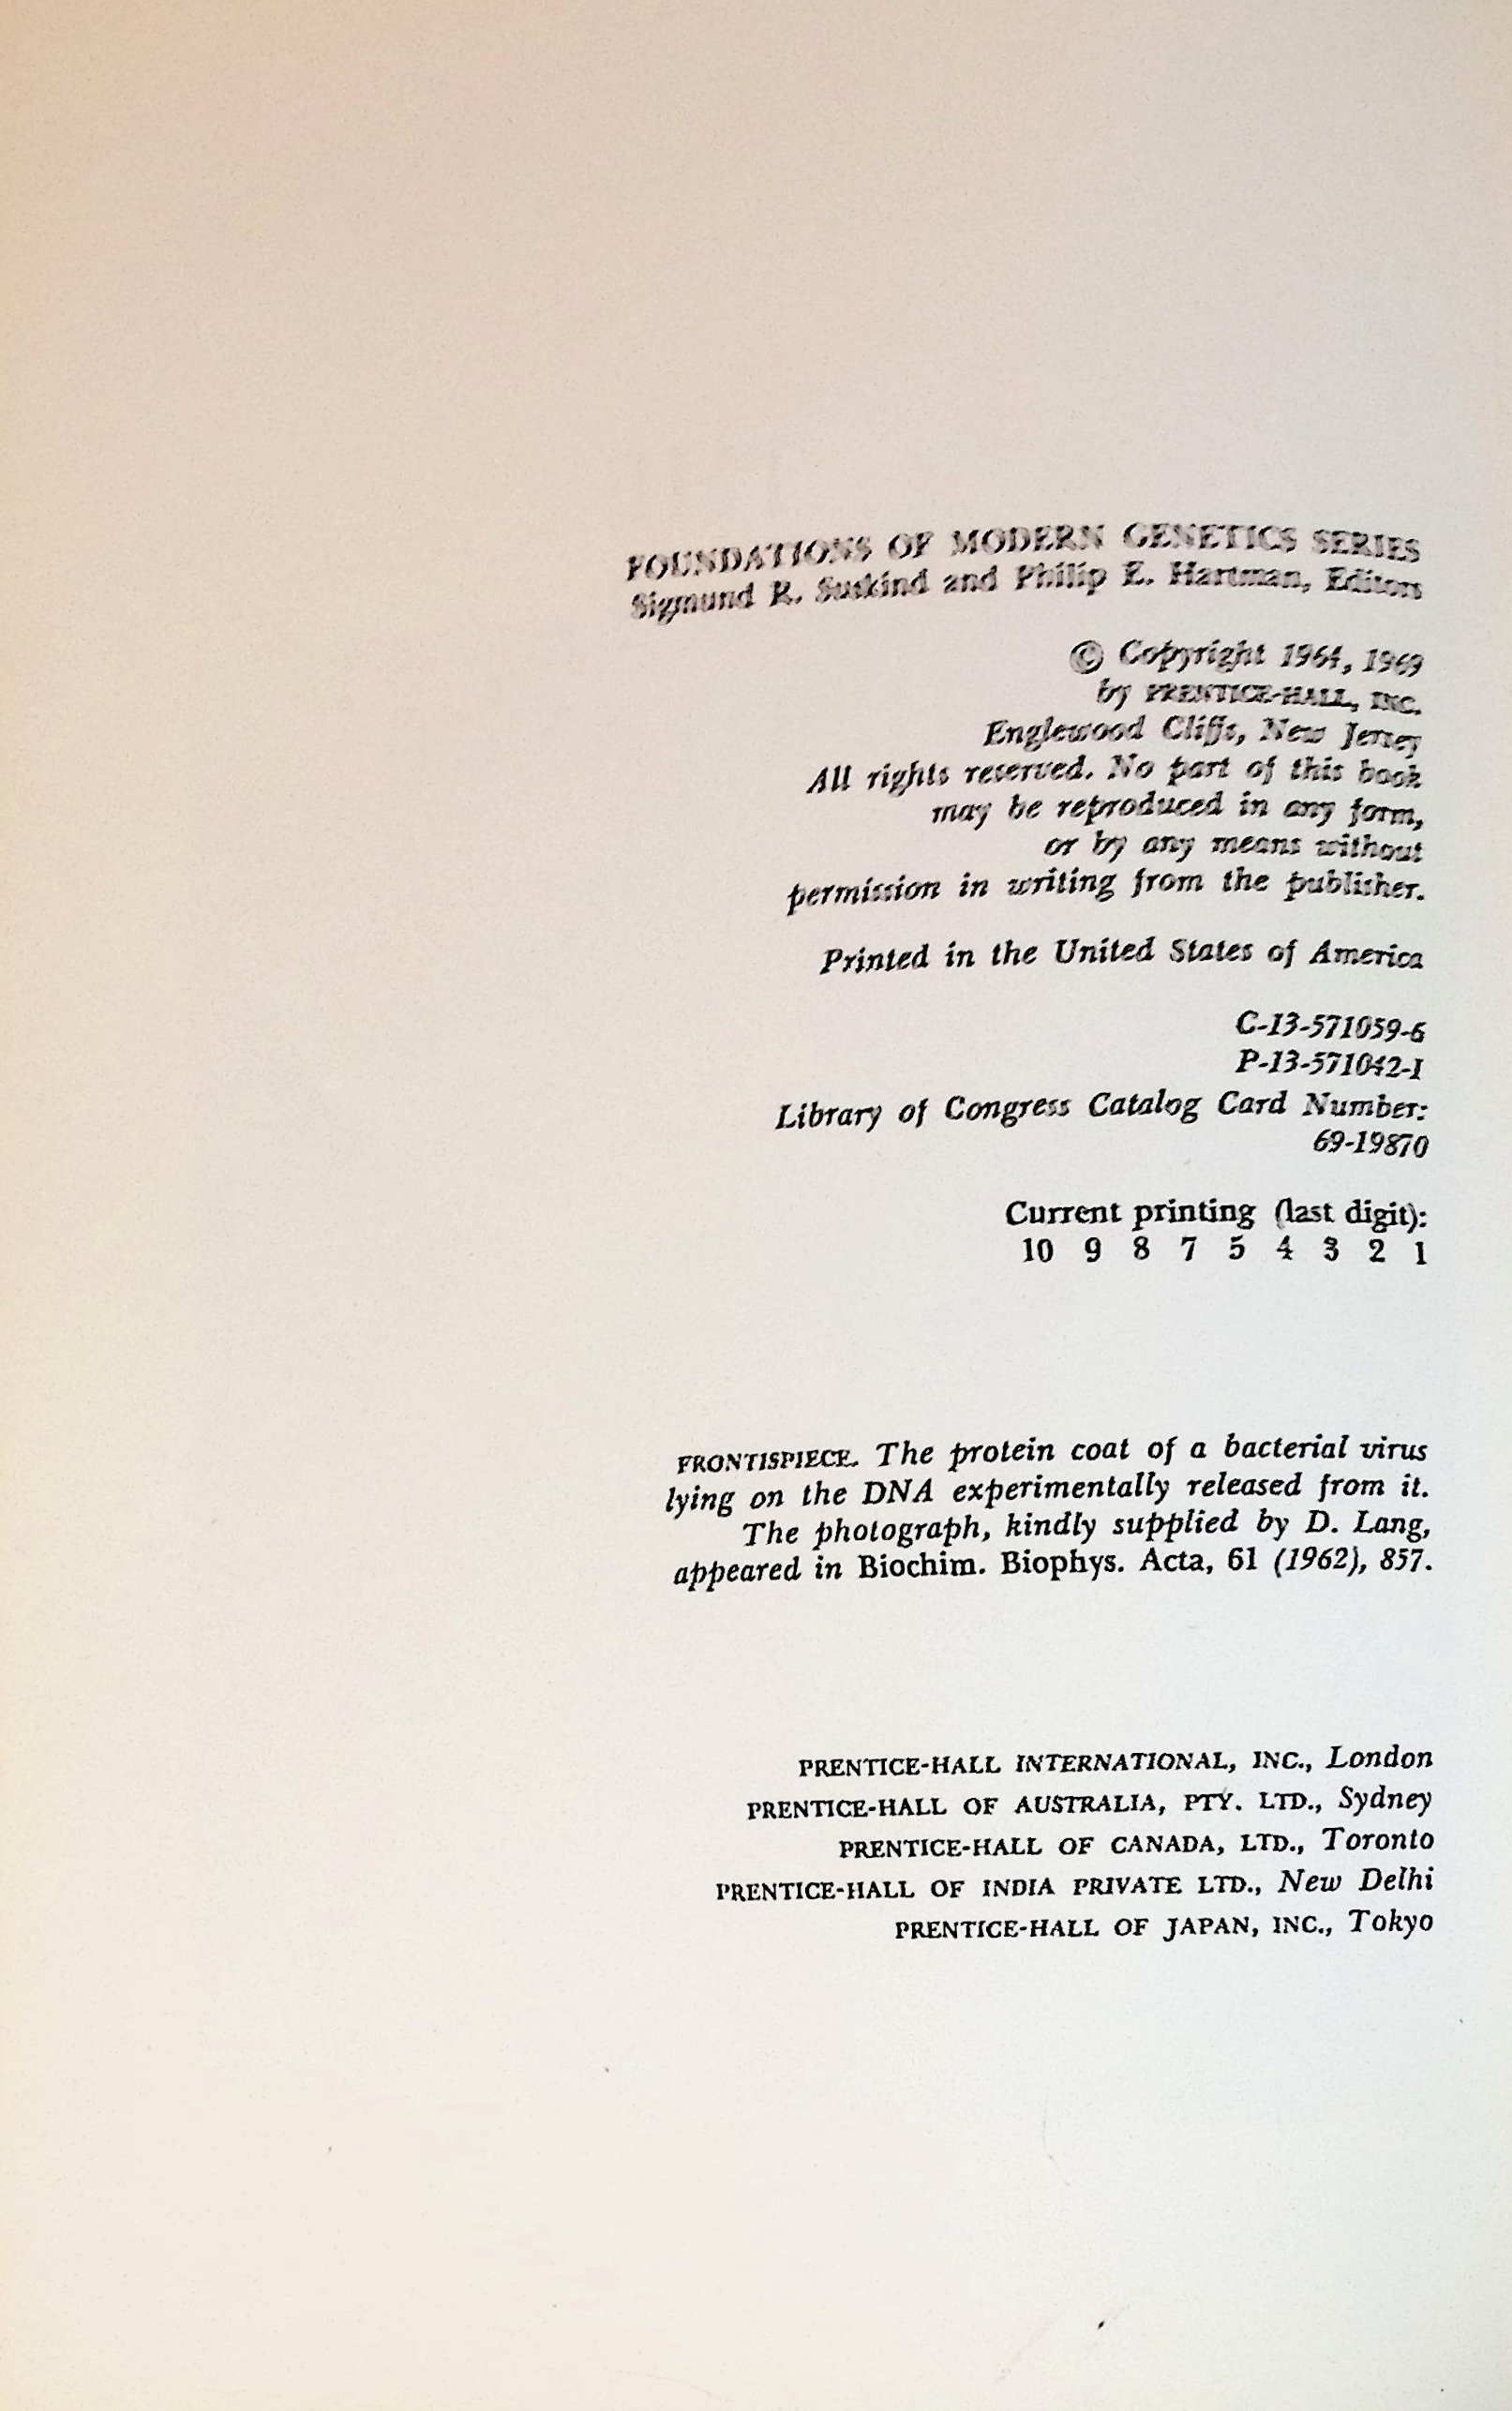 FOUNDATIONS OF MODERN GENETICS SERIES
Sigmund R. Suskind and Philip E. Hartman, Editors
© Copyright 1964, 1969
by PRENTICE-HALL, INC.
Englewood Cliffs, New Jersey
All rights reserved. No part of this book
may be reproduced in any form,
or by any means without
permission in writing from the publisher.
Printed in the United States of America
C-13-571059-6
P-13-571042-1
Library of Congress Catalog Card Number:
69-19870
Current printing (last digit):
10 9 8 7 5 4 3 2 1
FRONTISPIECE. The protein coat of a bacterial virus
lying on the DNA experimentally released from it.
The photograph, kindly supplied by D. Lang,
appeared in Biochim. Biophys. Acta, 61 (1962), 857.
PRENTICE-HALL INTERNATIONAL, INC., London
PRENTICE-HALL OF AUSTRALIA, PTY. LTD., Sydney
PRENTICE-HALL OF CANADA, LTD., Toronto
PRENTICE-HALL OF INDIA PRIVATE LTD., New Delhi
PRENTICE-HALL OF JAPAN, INC., Tokyo